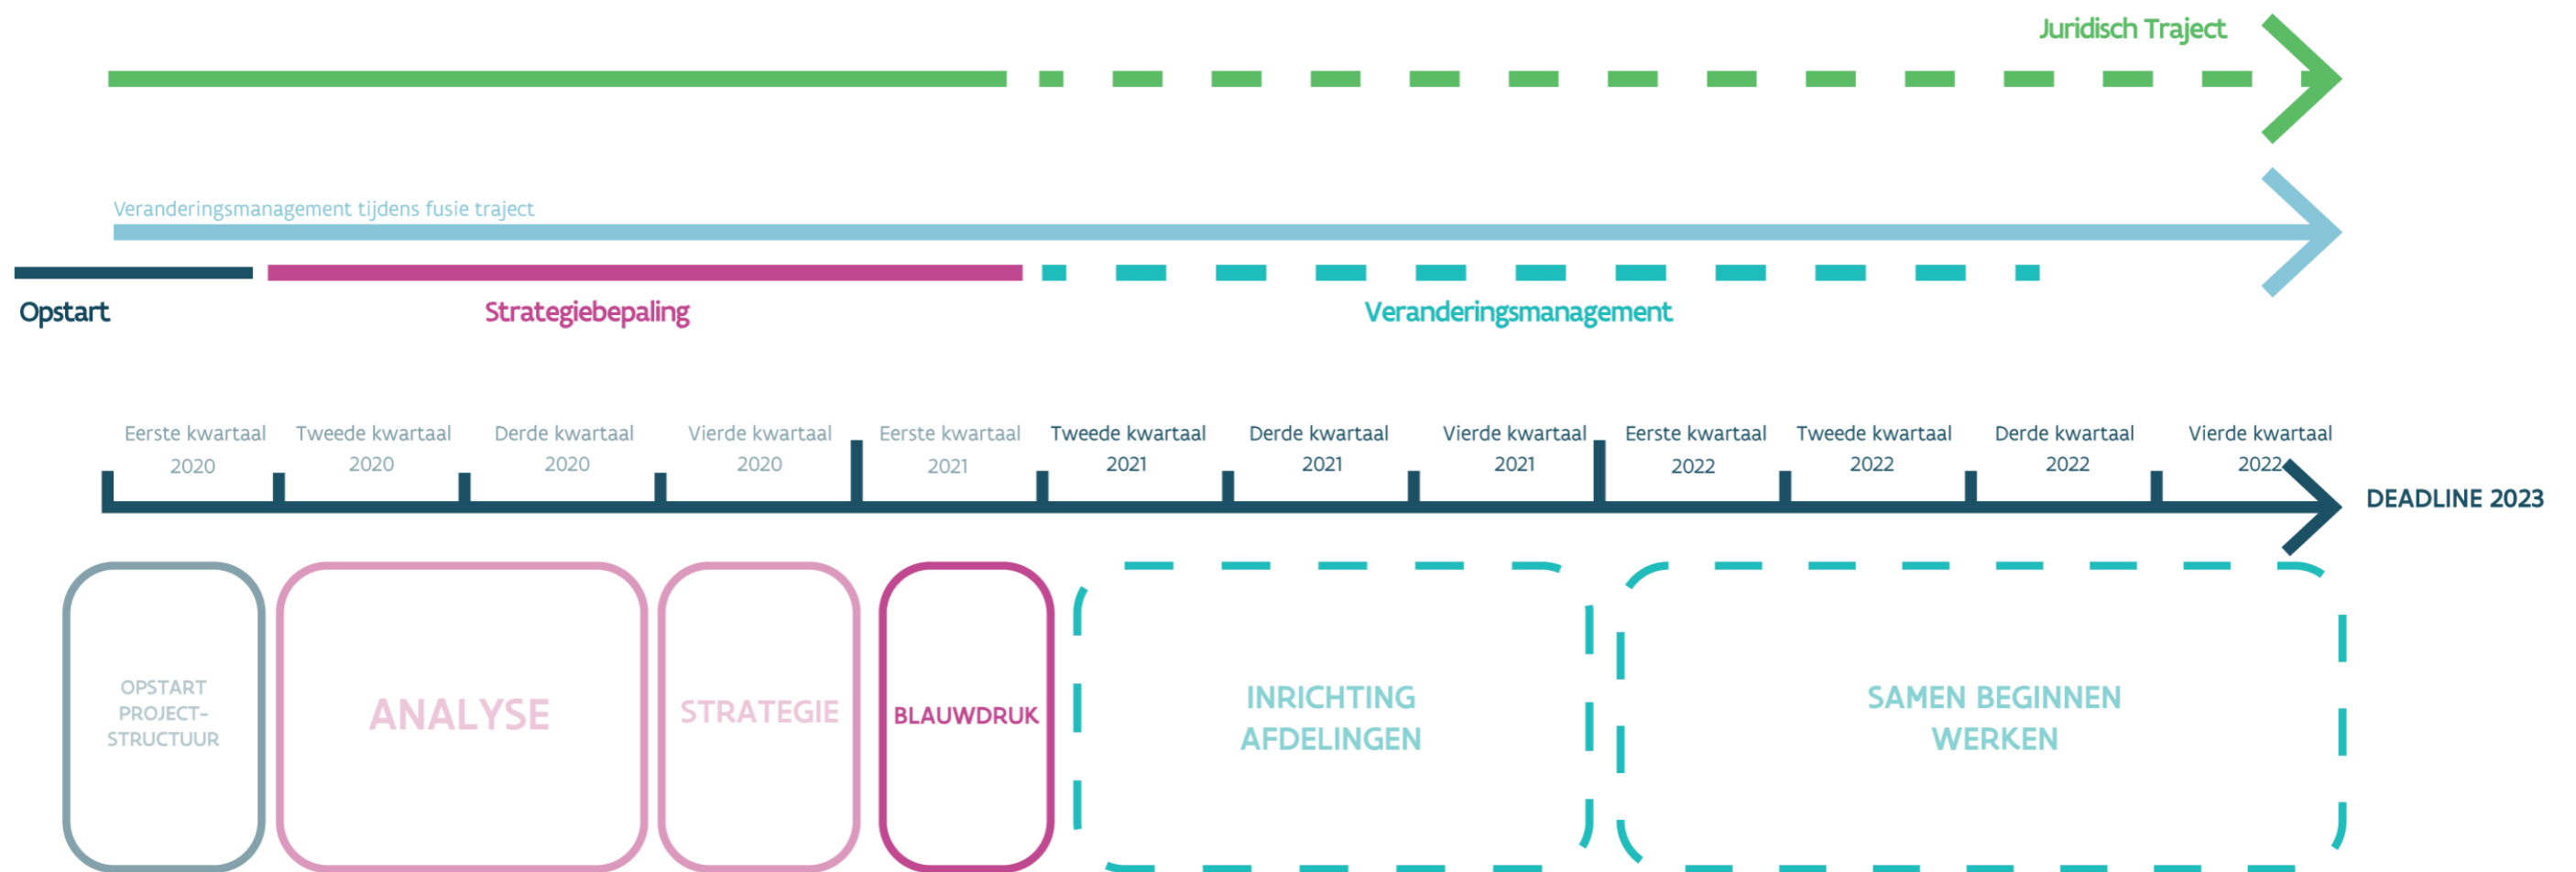 Juridisch Traject
Veranderingsmanagement tijdens fusie traject
Opstart
Strategiebepaling
Veranderingsmanagement
Eerste kwartaal
2020
Tweede kwartaal
2020
Derde kwartaal
2020
Vierde kwartaal
2020
Eerste kwartaal
2021
Tweede kwartaal
2021
Derde kwartaal
2021
Vierde kwartaal
2021
Eerste kwartaal
2022
Tweede kwartaal
2022
Derde kwartaal
2022
Vierde kwartaal
2022
DEADLINE 2023
OPSTART
PROJECT-
STRUCTUUR
ANALYSE
STRATEGIE
BLAUWDRUK
INRICHTING
AFDELINGEN
SAMEN BEGINNEN
WERKEN